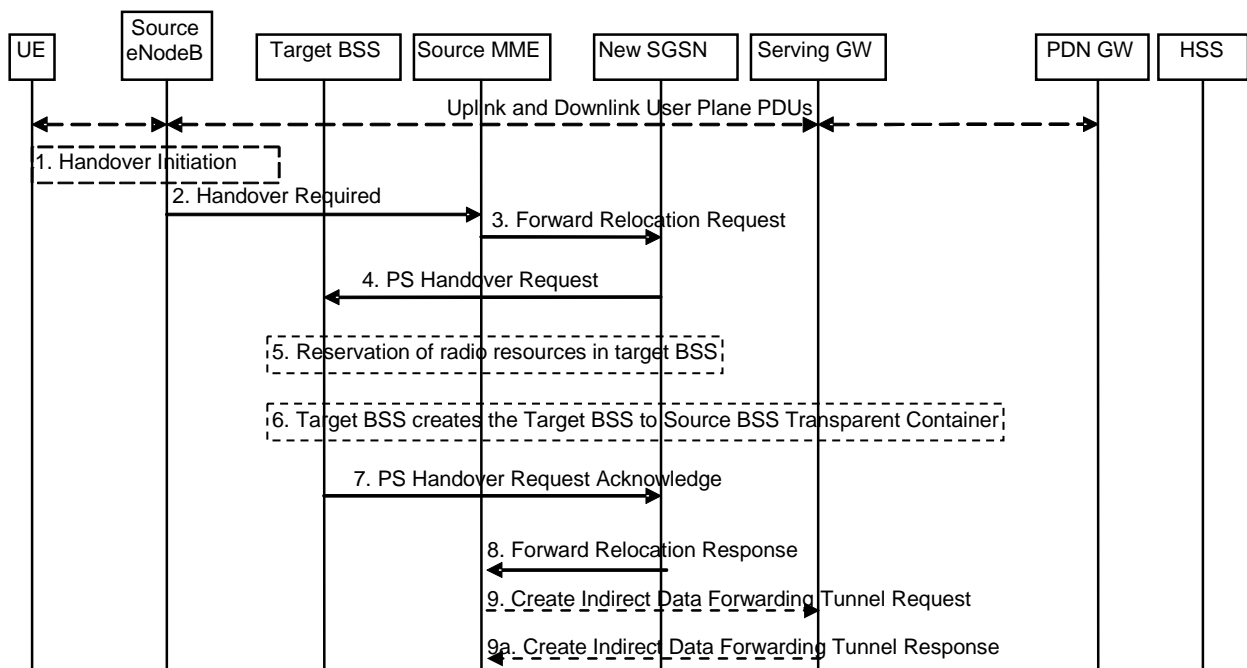 UE
Source
eNodeB
Target BSS
Source MME
New SGSN
Serving GW
PDN GW
HSS
Uplink and Downlink User Plane PDUs
1. Handover Initiation
2. Handover Required
3. Forward Relocation Request
4. PS Handover Request
5. Reservation of radio resources in target BSS
6. Target BSS creates the Target BSS to Source BSS Transparent Container
7. PS Handover Request Acknowledge
8. Forward Relocation Response
9. Create Indirect Data Forwarding Tunnel Request
9a. Create Indirect Data Forwarding Tunnel Response